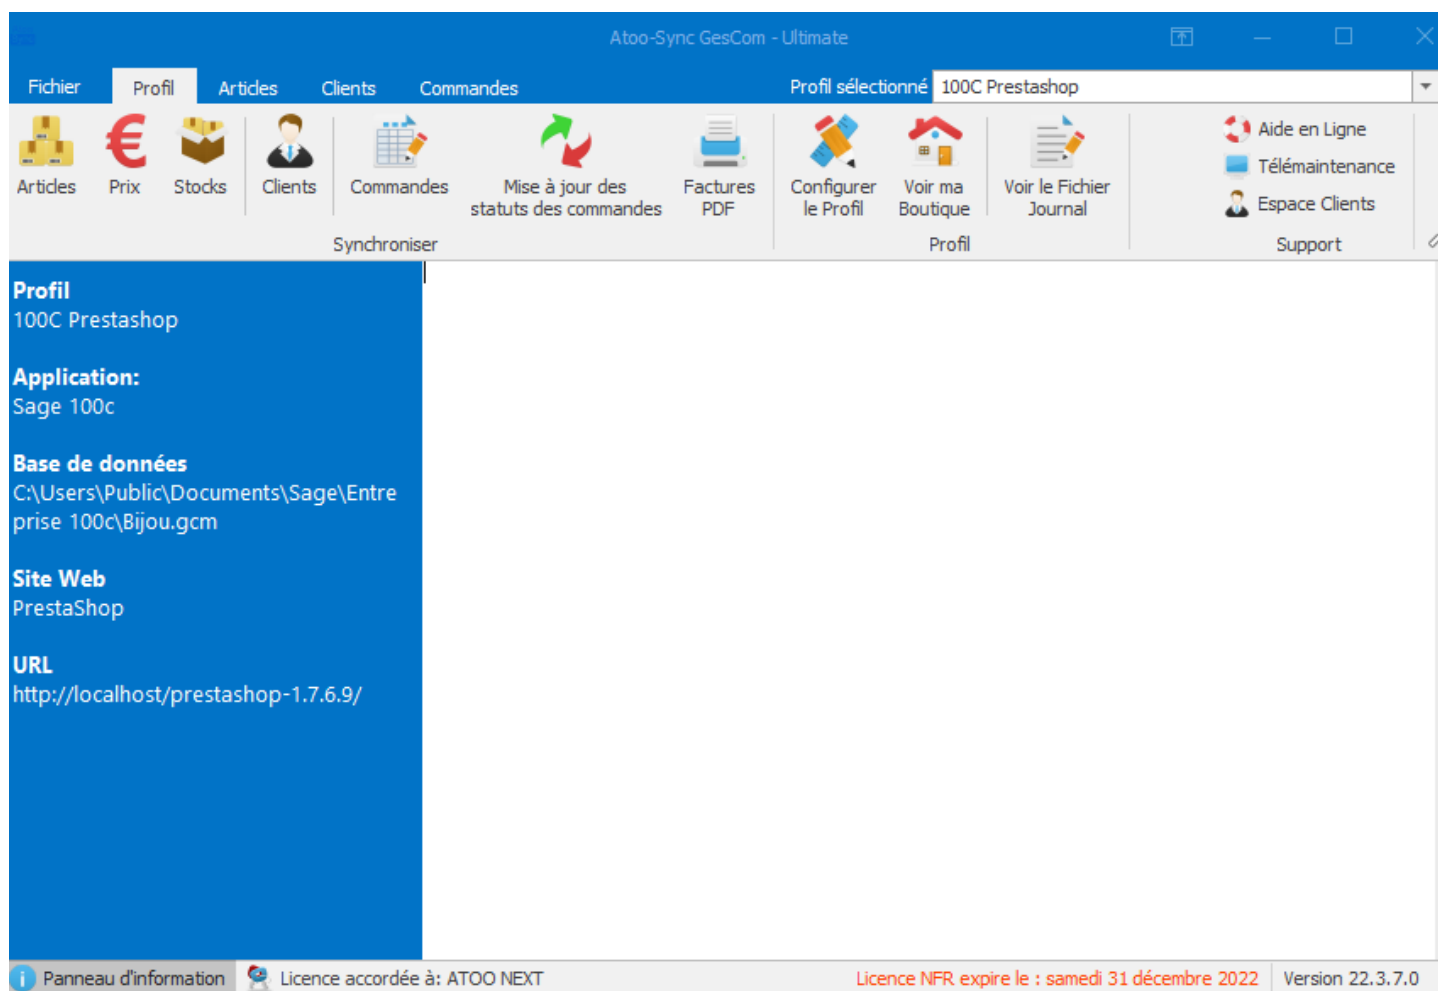 Atoo-Sync GesCom - Ultimate
Fichier Profil Articles Clients Commandes Profil sélectionné 100C Prestashop
Articles Prix Stocks Clients Commandes Mise à jour des statuts des commandes Factures PDF Configurer le Profil Voir ma Boutique Voir le Fichier Journal
Aide en Ligne
Télémaintenance
Espace Clients
Synchroniser Profil Support
Profil
100C Prestashop
Application:
Sage 100c
Base de données
C:\Users\Public\Documents\Sage\Entre
prise 100c\Bijou.gcm
Site Web
PrestaShop
URL
http://localhost/prestashop-1.7.6.9/
Panneau d'information Licence accordée à: ATOO NEXT Licence NFR expire le : samedi 31 décembre 2022 Version 22.3.7.0